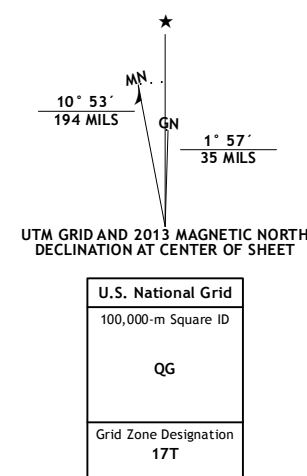 ★
MN
GN
10° 53´
194 MILS
1° 57´
35 MILS
UTM GRID AND 2013 MAGNETIC NORTH
DECLINATION AT CENTER OF SHEET
U.S. National Grid
100,000-m Square ID
QG
Grid Zone Designation
17T